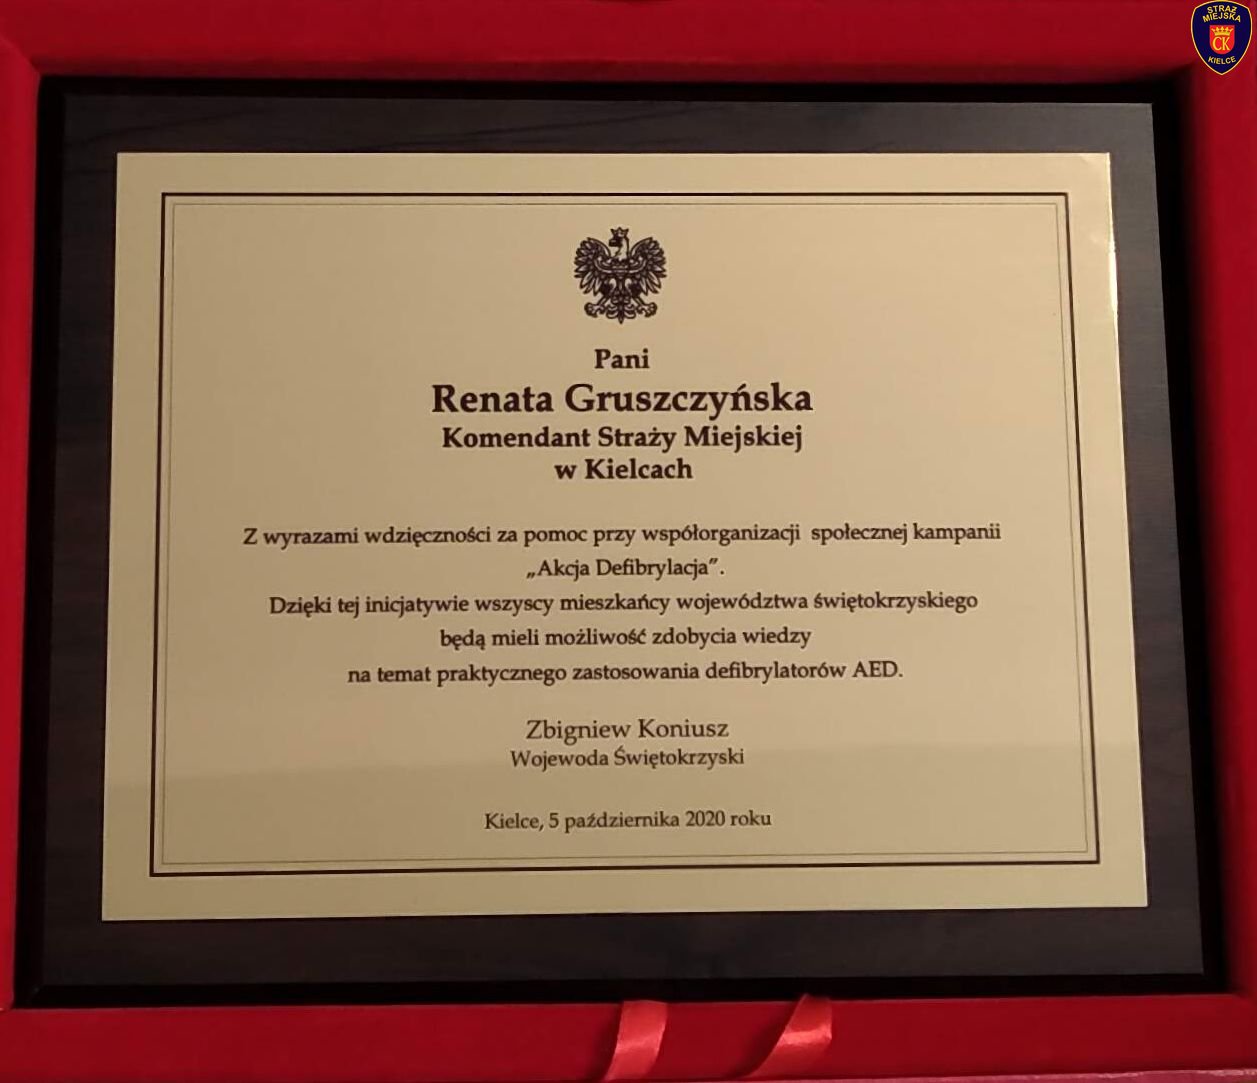 STRAŻ
MIEJSKA
CK
KIELCE
Pani
Renata Gruszczyńska
Komendant Straży Miejskiej
w Kielcach
Z wyrazami wdzięczności za pomoc przy współorganizacji społecznej kampanii
„Akcja Defibrylacja”.
Dzięki tej inicjatywie wszyscy mieszkańcy województwa świętokrzyskiego
będą mieli możliwość zdobycia wiedzy
na temat praktycznego zastosowania defibrylatorów AED.
Zbigniew Koniusz
Wojewoda Świętokrzyski
Kielce, 5 października 2020 roku